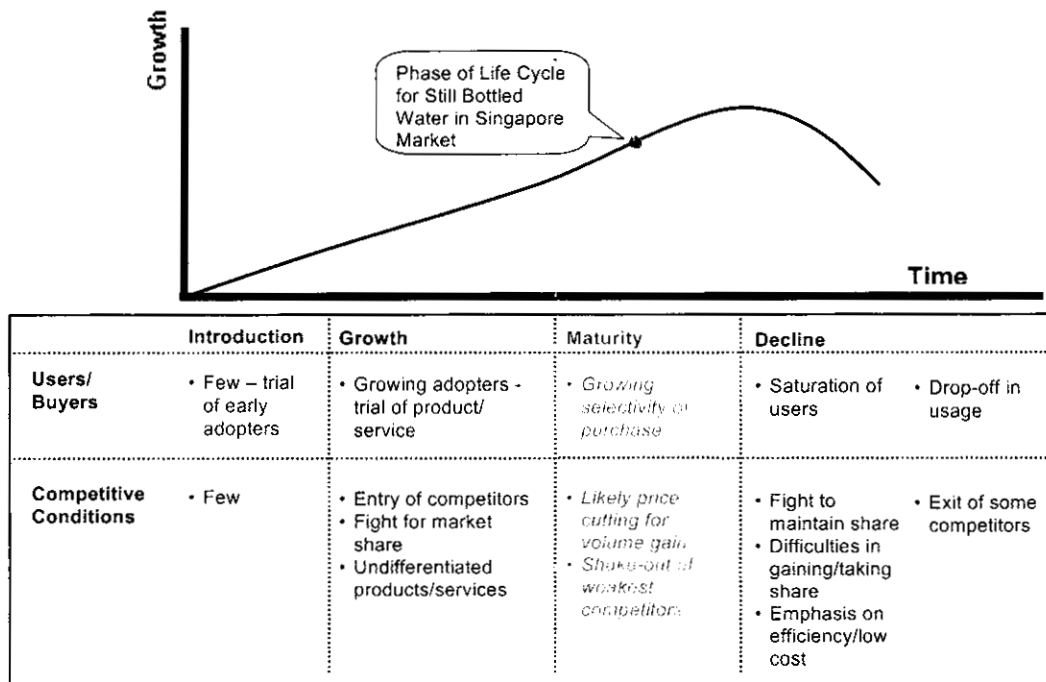 Growth
Phase of Life Cycle
for Still Bottled
Water in Singapore
Market
Time
Introduction
Growth
Maturity
Decline
Users/
Buyers
• Few – trial
of early
adopters
• Growing adopters -
trial of product/
service
• Growing
selectivity of
purchase
• Saturation of
users
• Drop-off in
usage
Competitive
Conditions
• Few
• Entry of competitors
• Fight for market
share
• Undifferentiated
products/services
• Likely price
cutting for
volume gain
• Shake-out of
weakest
competitors
• Fight to
maintain share
• Difficulties in
gaining/taking
share
• Emphasis on
efficiency/low
cost
• Exit of some
competitors